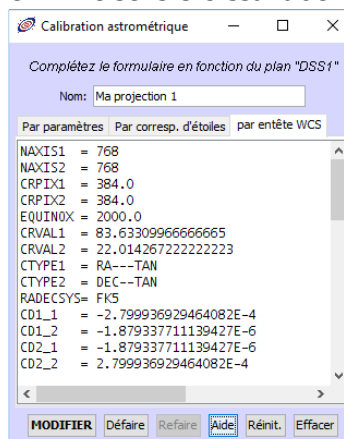 Calibration astrométrique
Complétez le formulaire en fonction du plan "DSS1"
Nom: Ma projection 1
Par paramètres Par corresp. d'étoiles par entête WCS
NAXIS1 = 768
NAXIS2 = 768
CRPIX1 = 384.0
CRPIX2 = 384.0
EQUINOX = 2000.0
CRVAL1 = 83.63309966666665
CRVAL2 = 22.014267222222223
CTYPE1 = RA---TAN
CTYPE2 = DEC--TAN
RADECSYS= FK5
CD1_1 = -2.799936929464082E-4
CD1_2 = -1.879337711139427E-6
CD2_1 = -1.879337711139427E-6
CD2_2 = 2.799936929464082E-4
MODIFIER Défaire Refaire Aide Réinit. Effacer